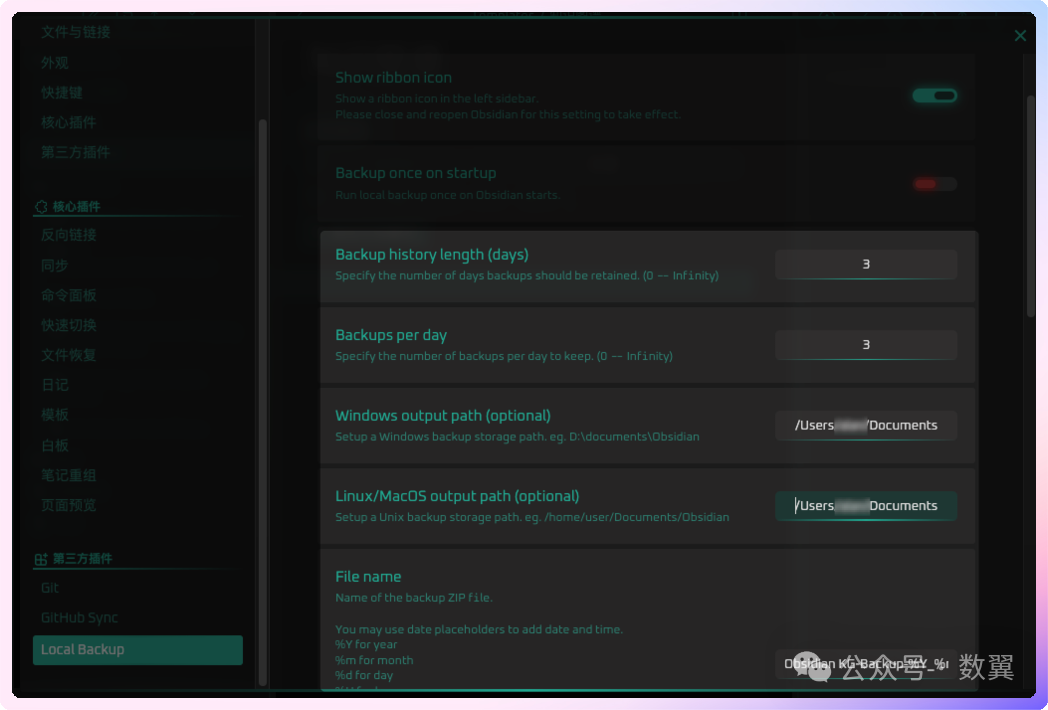 文件与链接
外观
快捷键
核心插件
第三方插件
核心插件
反向链接
同步
命令面板
快速切换
文件恢复
日记
模板
白板
笔记重组
页面预览
第三方插件
Git
GitHub Sync
Local Backup
Show ribbon icon
Show a ribbon icon in the left sidebar.
Please close and reopen Obsidian for this setting to take effect.
Backup once on startup
Run local backup once on Obsidian starts.
Backup history length (days)
Specify the number of days backups should be retained. (0 -- Infinity)
3
Backups per day
Specify the number of backups per day to keep. (0 -- Infinity)
3
Windows output path (optional)
Setup a Windows backup storage path. eg. D:\documents\Obsidian
/Users/Documents
Linux/MacOS output path (optional)
Setup a Unix backup storage path. eg. /home/user/Documents/Obsidian
/Users Documents
File name
Name of the backup ZIP file.
You may use date placeholders to add date and time.
%Y for year
%m for month
%d for day
Obsidian KG-Backup-%Y_%
公众号 数翼